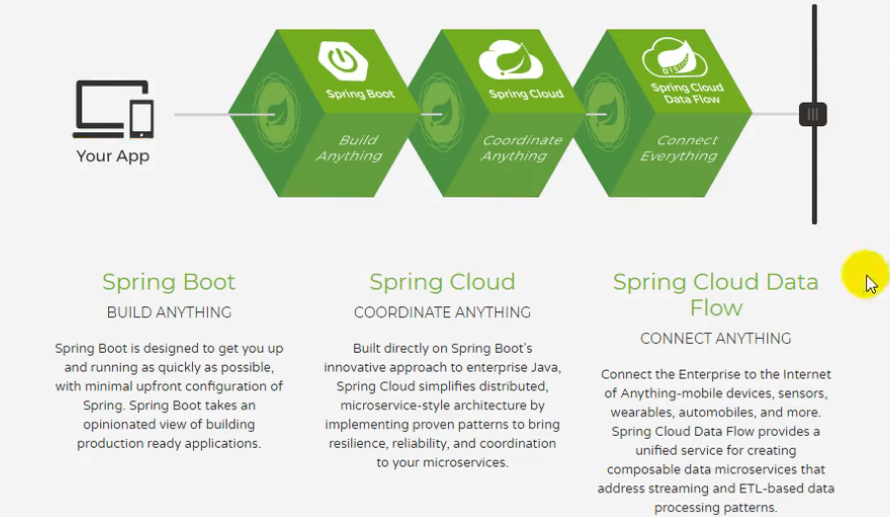 Your App
Spring Boot
Build
Anything
Spring Cloud
Coordinate
Anything
Spring Cloud
Data Flow
Connect
Everything
Spring Boot
BUILD ANYTHING
Spring Boot is designed to get you up
and running as quickly as possible,
with minimal upfront configuration of
Spring. Spring Boot takes an
opinionated view of building
production ready applications.
Spring Cloud
COORDINATE ANYTHING
Built directly on Spring Boot's
innovative approach to enterprise Java,
Spring Cloud simplifies distributed,
microservice-style architecture by
implementing proven patterns to bring
resilience, reliability, and coordination
to your microservices.
Spring Cloud Data
Flow
CONNECT ANYTHING
Connect the Enterprise to the Internet
of Anything-mobile devices, sensors,
wearables, automobiles, and more.
Spring Cloud Data Flow provides a
unified service for creating
composable data microservices that
address streaming and ETL-based data
processing patterns.